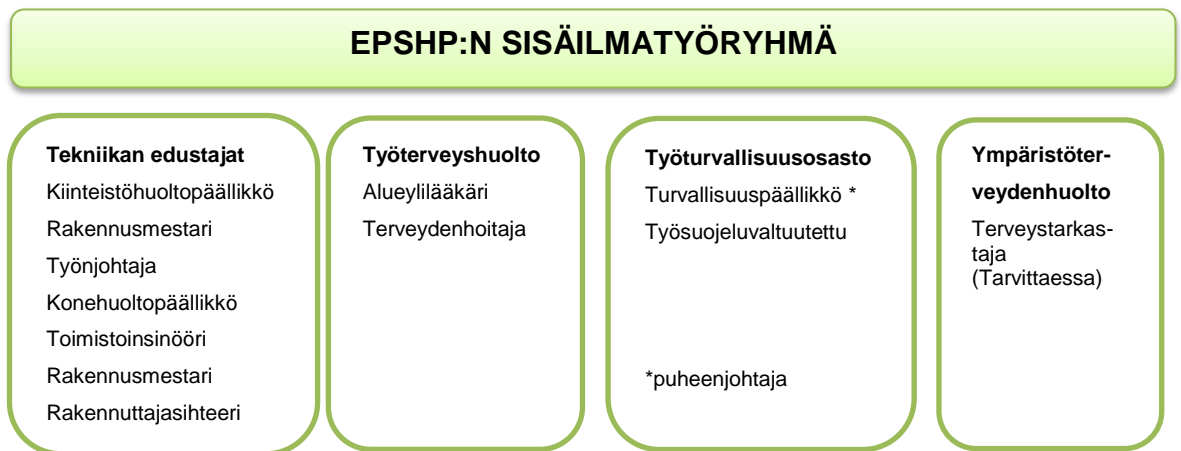 EPSHP:N SISÄILMATYÖRYHMÄ
Tekniikan edustajat
Kiinteistöhuoltopäällikkö
Rakennusmestari
Työnjohtaja
Konehuoltopäällikkö
Toimistoinsinööri
Rakennusmestari
Rakennuttajasihteeri
Työterveyshuolto
Alueylilääkäri
Terveydenhoitaja
Työturvallisuusosasto
Turvallisuuspäällikkö *
Työsuojeluvaltuutettu
*puheenjohtaja
Ympäristöter-
veydenhuolto
Terveystarkas-
taja
(Tarvittaessa)